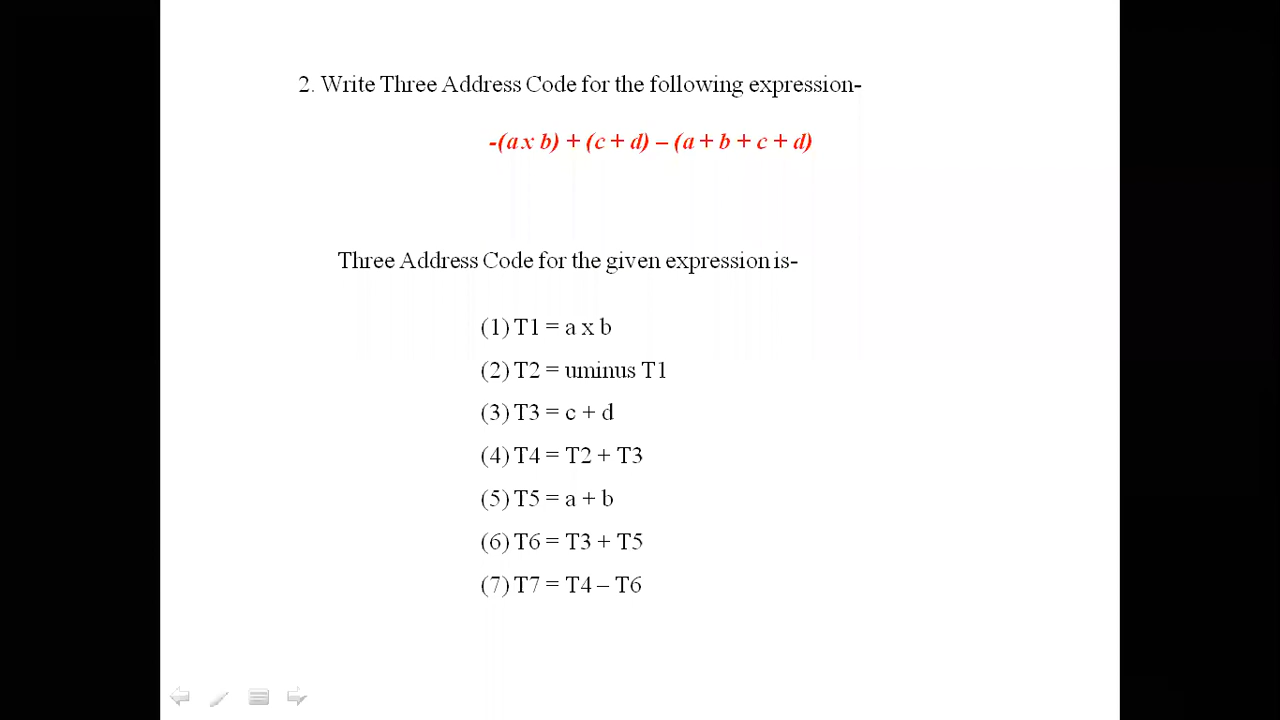 2. Write Three Address Code for the following expression-
-(a x b) + (c + d) – (a + b + c + d)
Three Address Code for the given expression is-
(1) T1 = a x b
(2) T2 = uminus T1
(3) T3 = c + d
(4) T4 = T2 + T3
(5) T5 = a + b
(6) T6 = T3 + T5
(7) T7 = T4 – T6